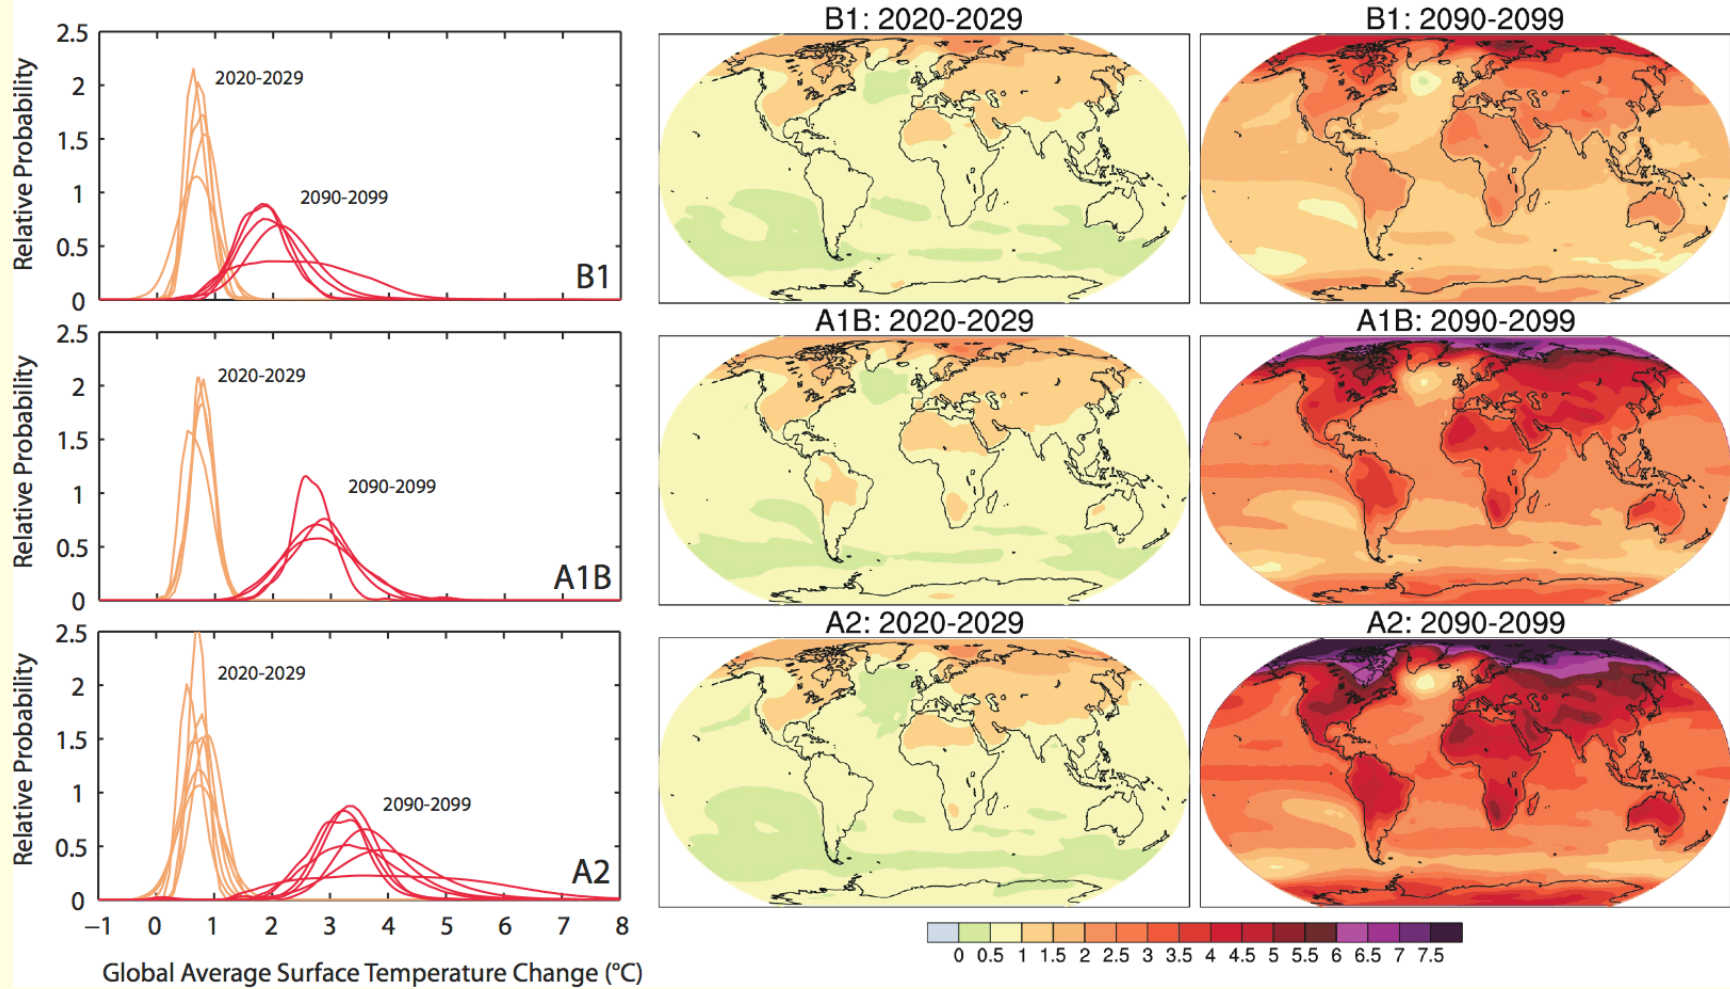 B1: 2020-2029
B1: 2090-2099
2.5
2
1.5
1
0.5
0
Relative Probability
2020-2029
2090-2099
B1
A1B: 2020-2029
A1B: 2090-2099
2.5
2
1.5
1
0.5
0
Relative Probability
2020-2029
2090-2099
A1B
A2: 2020-2029
A2: 2090-2099
2.5
2
1.5
1
0.5
0
Relative Probability
2020-2029
2090-2099
A2
−1 0 1 2 3 4 5 6 7 8
Global Average Surface Temperature Change (°C)
0 0.5 1 1.5 2 2.5 3 3.5 4 4.5 5 5.5 6 6.5 7 7.5